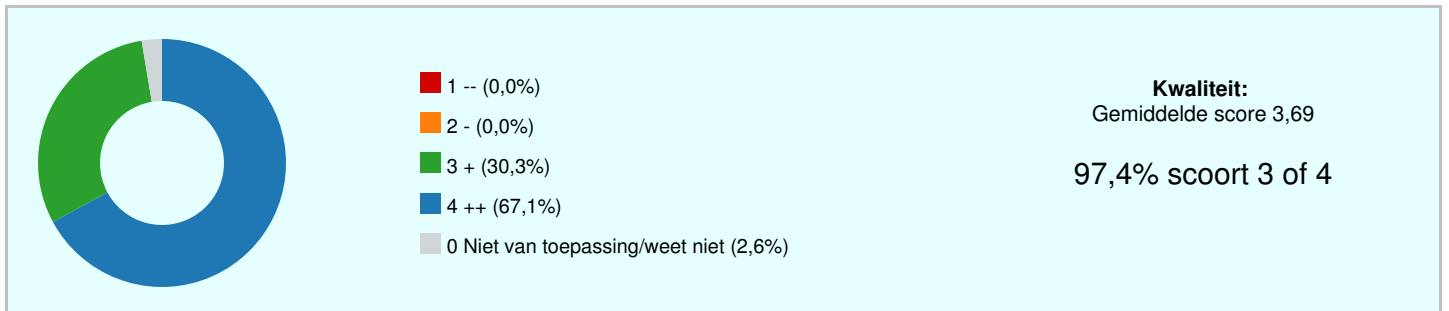 1 -- (0,0%)
2 - (0,0%)
3 + (30,3%)
4 ++ (67,1%)
0 Niet van toepassing/weet niet (2,6%)
Kwaliteit:
Gemiddelde score 3,69
97,4% scoort 3 of 4